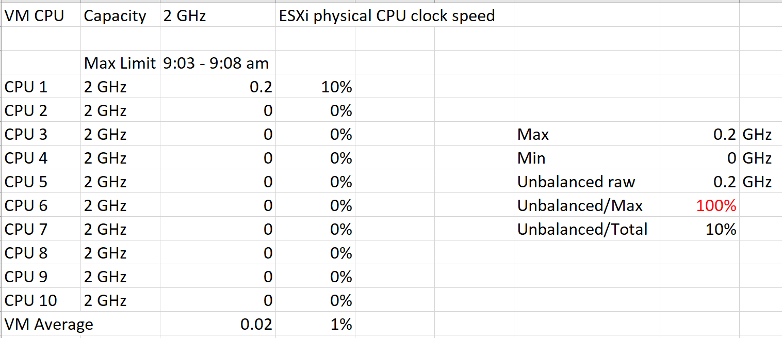 VM CPU Capacity 2 GHz ESXi physical CPU clock speed
Max Limit 9:03 - 9:08 am
CPU 1 2 GHz 0.2 10%
CPU 2 2 GHz 0 0%
CPU 3 2 GHz 0 0% Max 0.2 GHz
CPU 4 2 GHz 0 0% Min 0 GHz
CPU 5 2 GHz 0 0% Unbalanced raw 0.2 GHz
CPU 6 2 GHz 0 0% Unbalanced/Max 100%
CPU 7 2 GHz 0 0% Unbalanced/Total 10%
CPU 8 2 GHz 0 0%
CPU 9 2 GHz 0 0%
CPU 10 2 GHz 0 0%
VM Average 0.02 1%